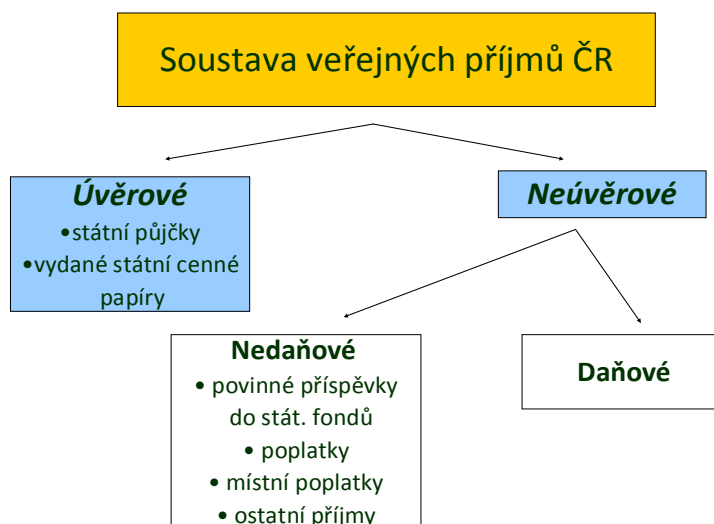 Soustava veřejných příjmů ČR
Úvěrové
•státní půjčky
•vydané státní cenné
papíry
Neúvěrové
Nedaňové
• povinné příspěvky
do stát. fondů
• poplatky
• místní poplatky
• ostatní příjmy
Daňové